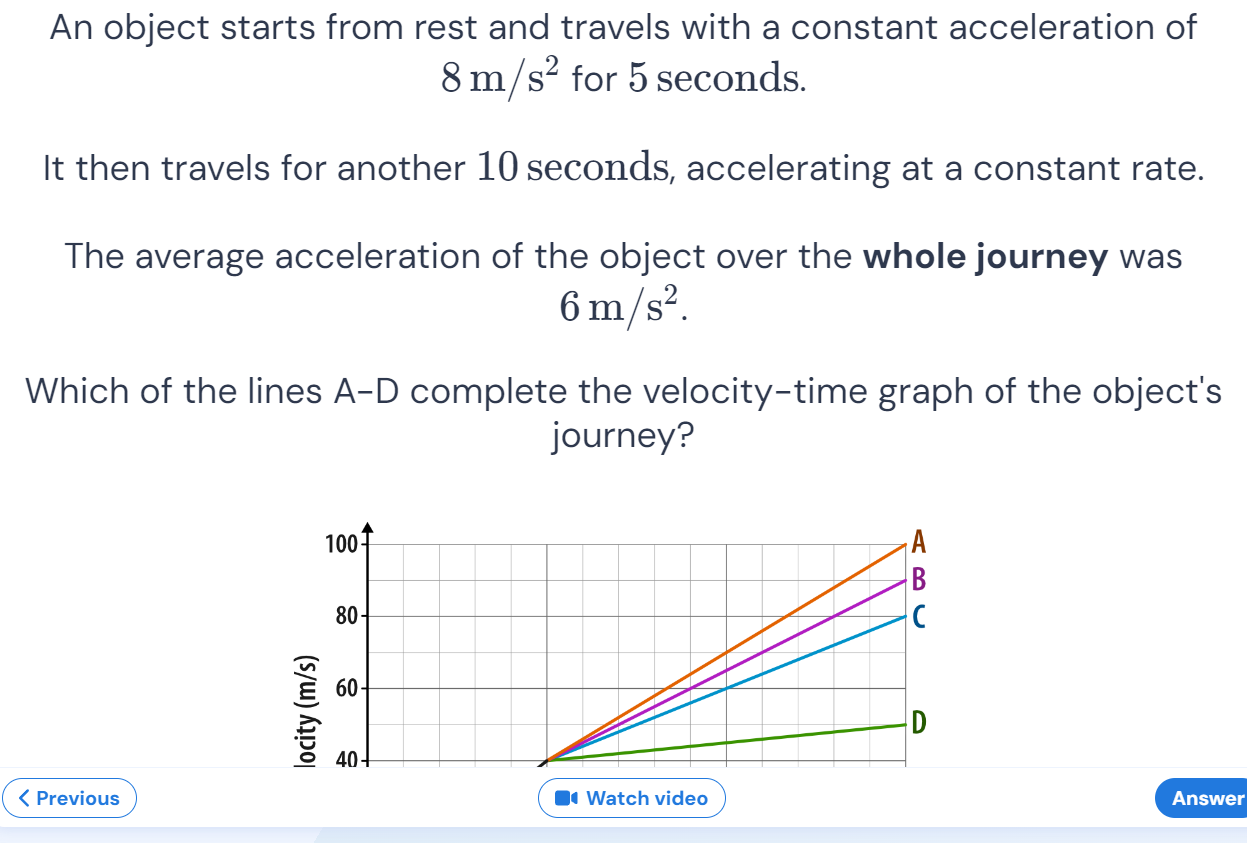 An object starts from rest and travels with a constant acceleration of
8 m/s² for 5 seconds.
It then travels for another 10 seconds, accelerating at a constant rate.
The average acceleration of the object over the whole journey was
6 m/s².
Which of the lines A-D complete the velocity-time graph of the object's
journey?
100
A
B
80
C
locity (m/s)
60
D
40
Previous
Watch video
Answer